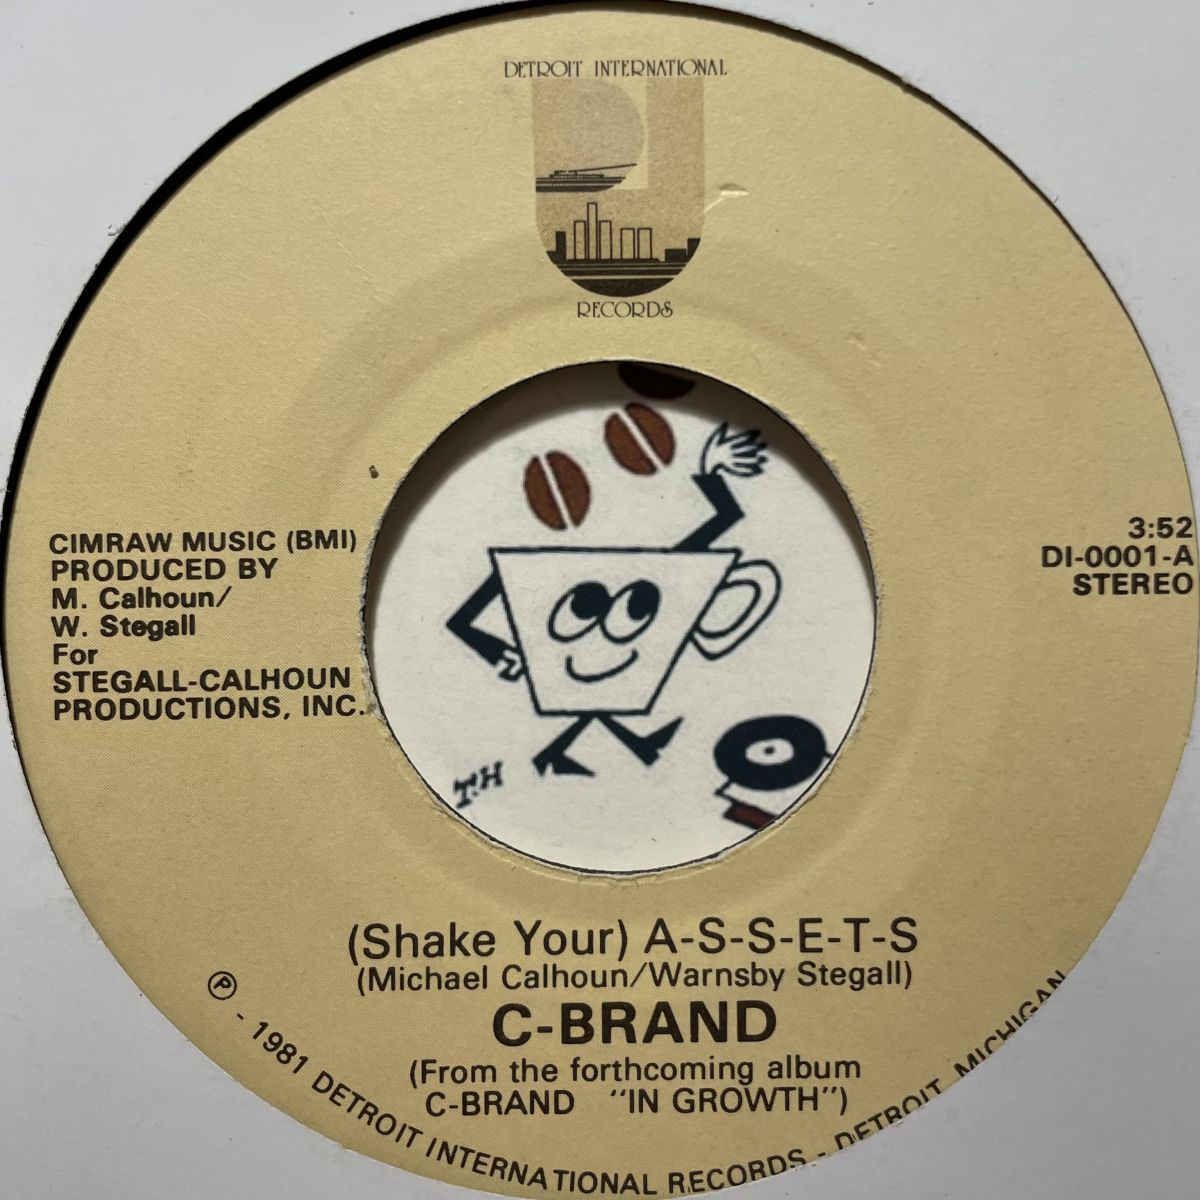 DETROIT INTERNATIONAL
RECORDS
CIMRAW MUSIC (BMI)
PRODUCED BY
M. Calhoun/
W. Stegall
For
STEGALL-CALHOUN
PRODUCTIONS, INC.
3:52
DI-0001-A
STEREO
T.H
(Shake Your) A-S-S-E-T-S
(Michael Calhoun/Warnsby Stegall)
C-BRAND
(From the forthcoming album
C-BRAND "IN GROWTH")
Ⓟ - 1981 DETROIT INTERNATIONAL RECORDS - DETROIT, MICHIGAN